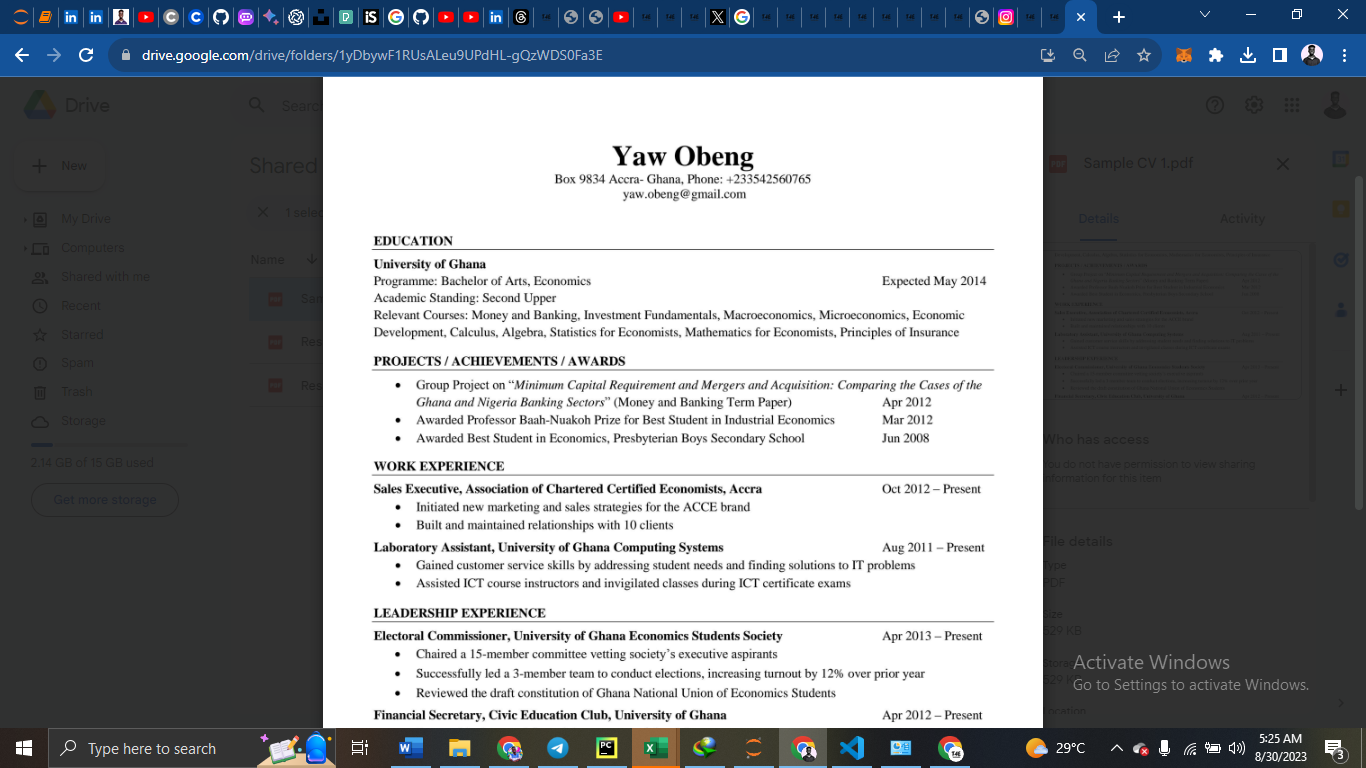 drive.google.com/drive/folders/1yDbywF1RUsALeu9UPdHL-gQzWDS0Fa3E
Drive
Search
New
Shared
Sample CV 1.pdf
My Drive
1 selec
Details
Activity
Computers
Name
Shared with me
Recent
Starred
Spam
Trash
Storage
2.14 GB of 15 GB used
Get more storage
Sam
Res
Res
Yaw Obeng
Box 9834 Accra- Ghana, Phone: +233542560765
yaw.obeng@gmail.com
EDUCATION
University of Ghana
Programme: Bachelor of Arts, Economics Expected May 2014
Academic Standing: Second Upper
Relevant Courses: Money and Banking, Investment Fundamentals, Macroeconomics, Microeconomics, Economic
Development, Calculus, Algebra, Statistics for Economists, Mathematics for Economists, Principles of Insurance
PROJECTS / ACHIEVEMENTS / AWARDS
• Group Project on “Minimum Capital Requirement and Mergers and Acquisition: Comparing the Cases of the
Ghana and Nigeria Banking Sectors” (Money and Banking Term Paper) Apr 2012
• Awarded Professor Baah-Nuakoh Prize for Best Student in Industrial Economics Mar 2012
• Awarded Best Student in Economics, Presbyterian Boys Secondary School Jun 2008
WORK EXPERIENCE
Sales Executive, Association of Chartered Certified Economists, Accra Oct 2012 – Present
• Initiated new marketing and sales strategies for the ACCE brand
• Built and maintained relationships with 10 clients
Laboratory Assistant, University of Ghana Computing Systems Aug 2011 – Present
• Gained customer service skills by addressing student needs and finding solutions to IT problems
• Assisted ICT course instructors and invigilated classes during ICT certificate exams
LEADERSHIP EXPERIENCE
Electoral Commissioner, University of Ghana Economics Students Society Apr 2013 – Present
• Chaired a 15-member committee vetting society’s executive aspirants
• Successfully led a 3-member team to conduct elections, increasing turnout by 12% over prior year
• Reviewed the draft constitution of Ghana National Union of Economics Students
Financial Secretary, Civic Education Club, University of Ghana Apr 2012 – Present
Who has access
You do not have permission to view sharing
information for this item
File details
Type
PDF
Size
529 KB
Activate Windows
Go to Settings to activate Windows.
Type here to search
29°C
5:25 AM
8/30/2023
3